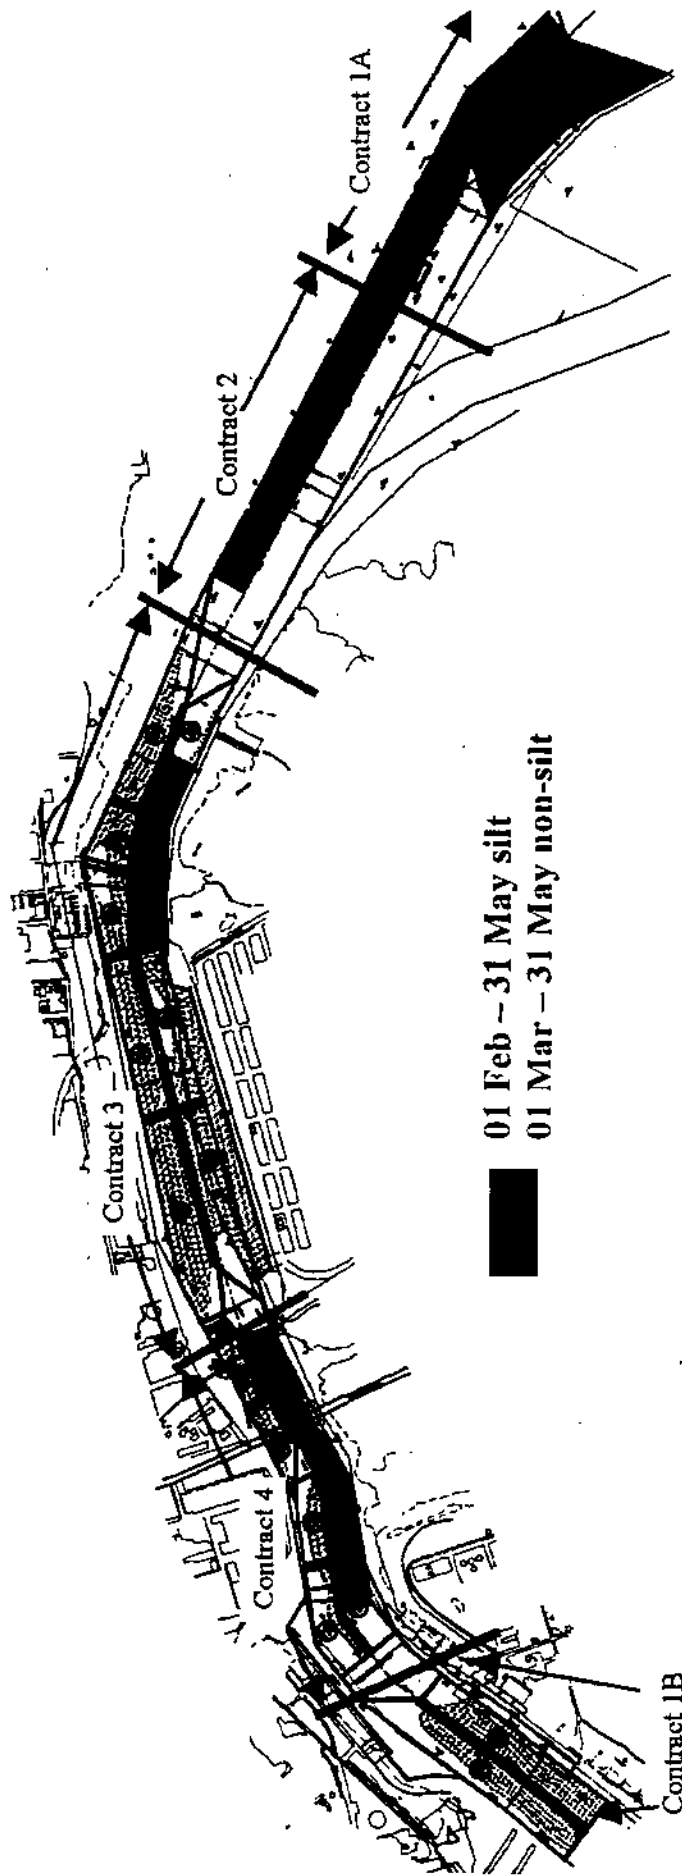 Contract 1A
Contract 2
Contract 3
Contract 4
Contract 1B
01 Feb – 31 May silt
01 Mar – 31 May non-silt